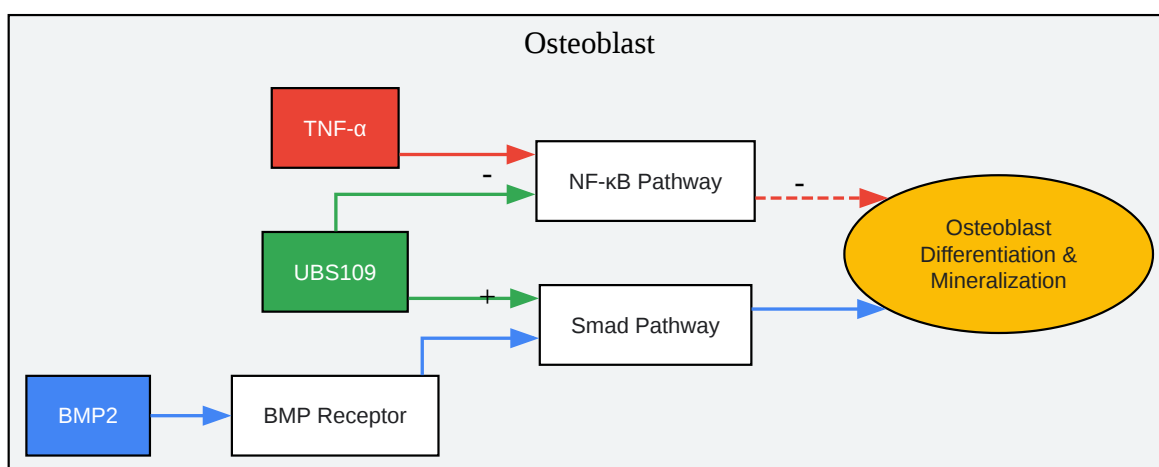 Osteoblast
TNF-α
-
NF-κB Pathway
-
UBS109
+
Smad Pathway
Osteoblast
Differentiation &
Mineralization
BMP2
BMP Receptor